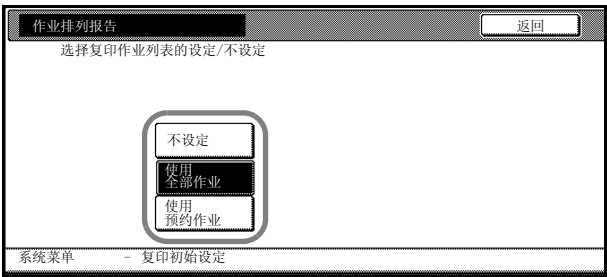 作业排列报告
返回
选择复印作业列表的设定/不设定
不设定
使用
全部作业
使用
预约作业
系统菜单 - 复印初始设定